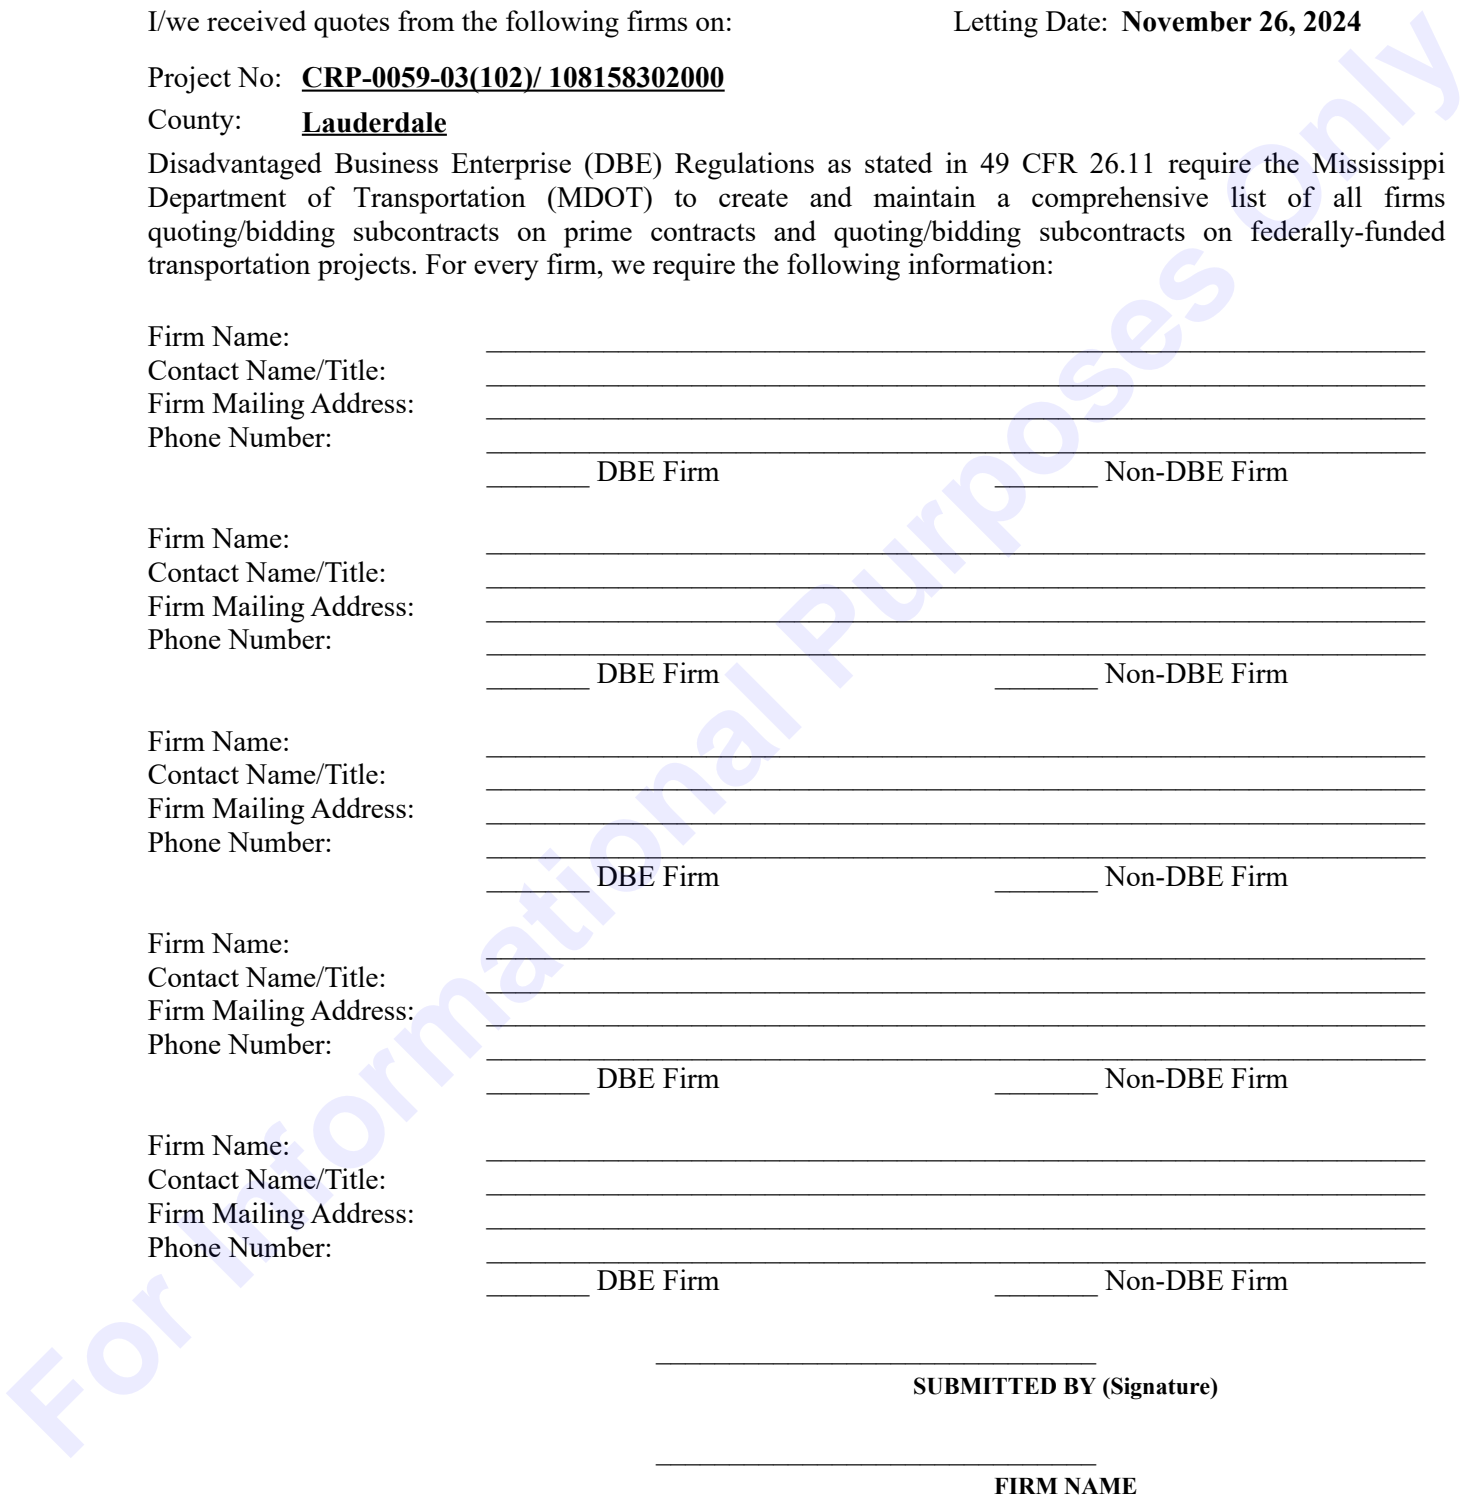 I/we received quotes from the following firms on: Letting Date: November 26, 2024
Project No: CRP-0059-03(102)/ 108158302000
County: Lauderdale
Disadvantaged Business Enterprise (DBE) Regulations as stated in 49 CFR 26.11 require the Mississippi
Department of Transportation (MDOT) to create and maintain a comprehensive list of all firms
quoting/bidding subcontracts on prime contracts and quoting/bidding subcontracts on federally-funded
transportation projects. For every firm, we require the following information:
Firm Name:
Contact Name/Title:
Firm Mailing Address:
Phone Number:
DBE Firm Non-DBE Firm
Firm Name:
Contact Name/Title:
Firm Mailing Address:
Phone Number:
DBE Firm Non-DBE Firm
Firm Name:
Contact Name/Title:
Firm Mailing Address:
Phone Number:
DBE Firm Non-DBE Firm
Firm Name:
Contact Name/Title:
Firm Mailing Address:
Phone Number:
DBE Firm Non-DBE Firm
Firm Name:
Contact Name/Title:
Firm Mailing Address:
Phone Number:
DBE Firm Non-DBE Firm
SUBMITTED BY (Signature)
FIRM NAME
For Informational Purposes Only